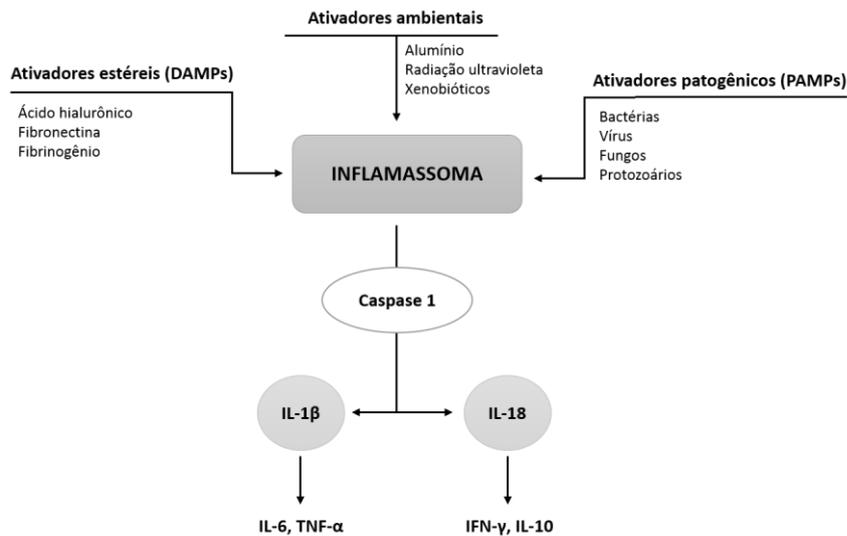 Ativadores ambientais
Alumínio
Radiação ultravioleta
Xenobióticos
Ativadores estéreis (DAMPs)
Ácido hialurônico
Fibronectina
Fibrinogênio
Ativadores patogênicos (PAMPs)
Bactérias
Vírus
Fungos
Protozoários
INFLAMASSOMA
Caspase 1
IL-1β
IL-18
IL-6, TNF-α
IFN-γ, IL-10